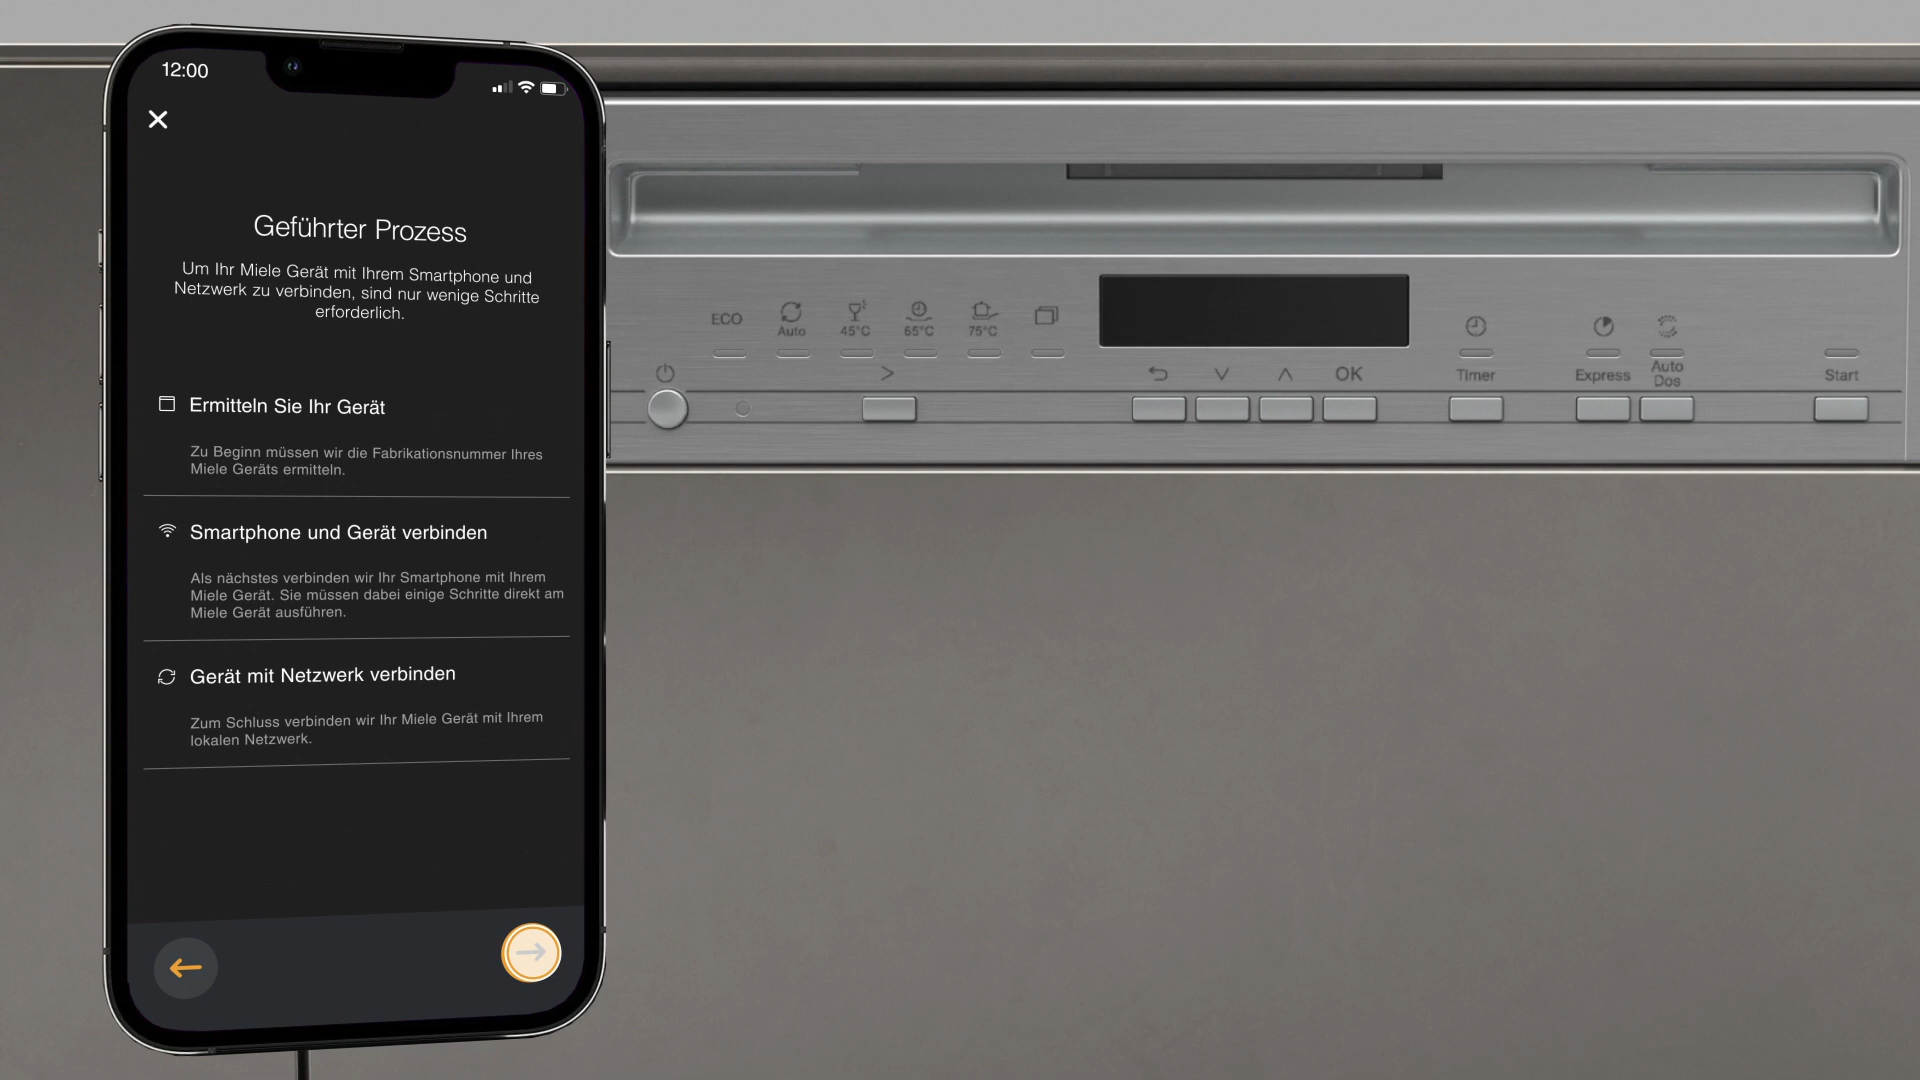 12:00
Geführter Prozess
Um Ihr Miele Gerät mit Ihrem Smartphone und
Netzwerk zu verbinden, sind nur wenige Schritte
erforderlich.
Ermitteln Sie Ihr Gerät
Zu Beginn müssen wir die Fabrikationsnummer Ihres
Miele Geräts ermitteln.
Smartphone und Gerät verbinden
Als nächstes verbinden wir Ihr Smartphone mit Ihrem
Miele Gerät. Sie müssen dabei einige Schritte direkt am
Miele Gerät ausführen.
Gerät mit Netzwerk verbinden
Zum Schluss verbinden wir Ihr Miele Gerät mit Ihrem
lokalen Netzwerk.
ECO
Auto
45°C
65°C
75°C
OK
Timer
Express
Auto
Dos
Start